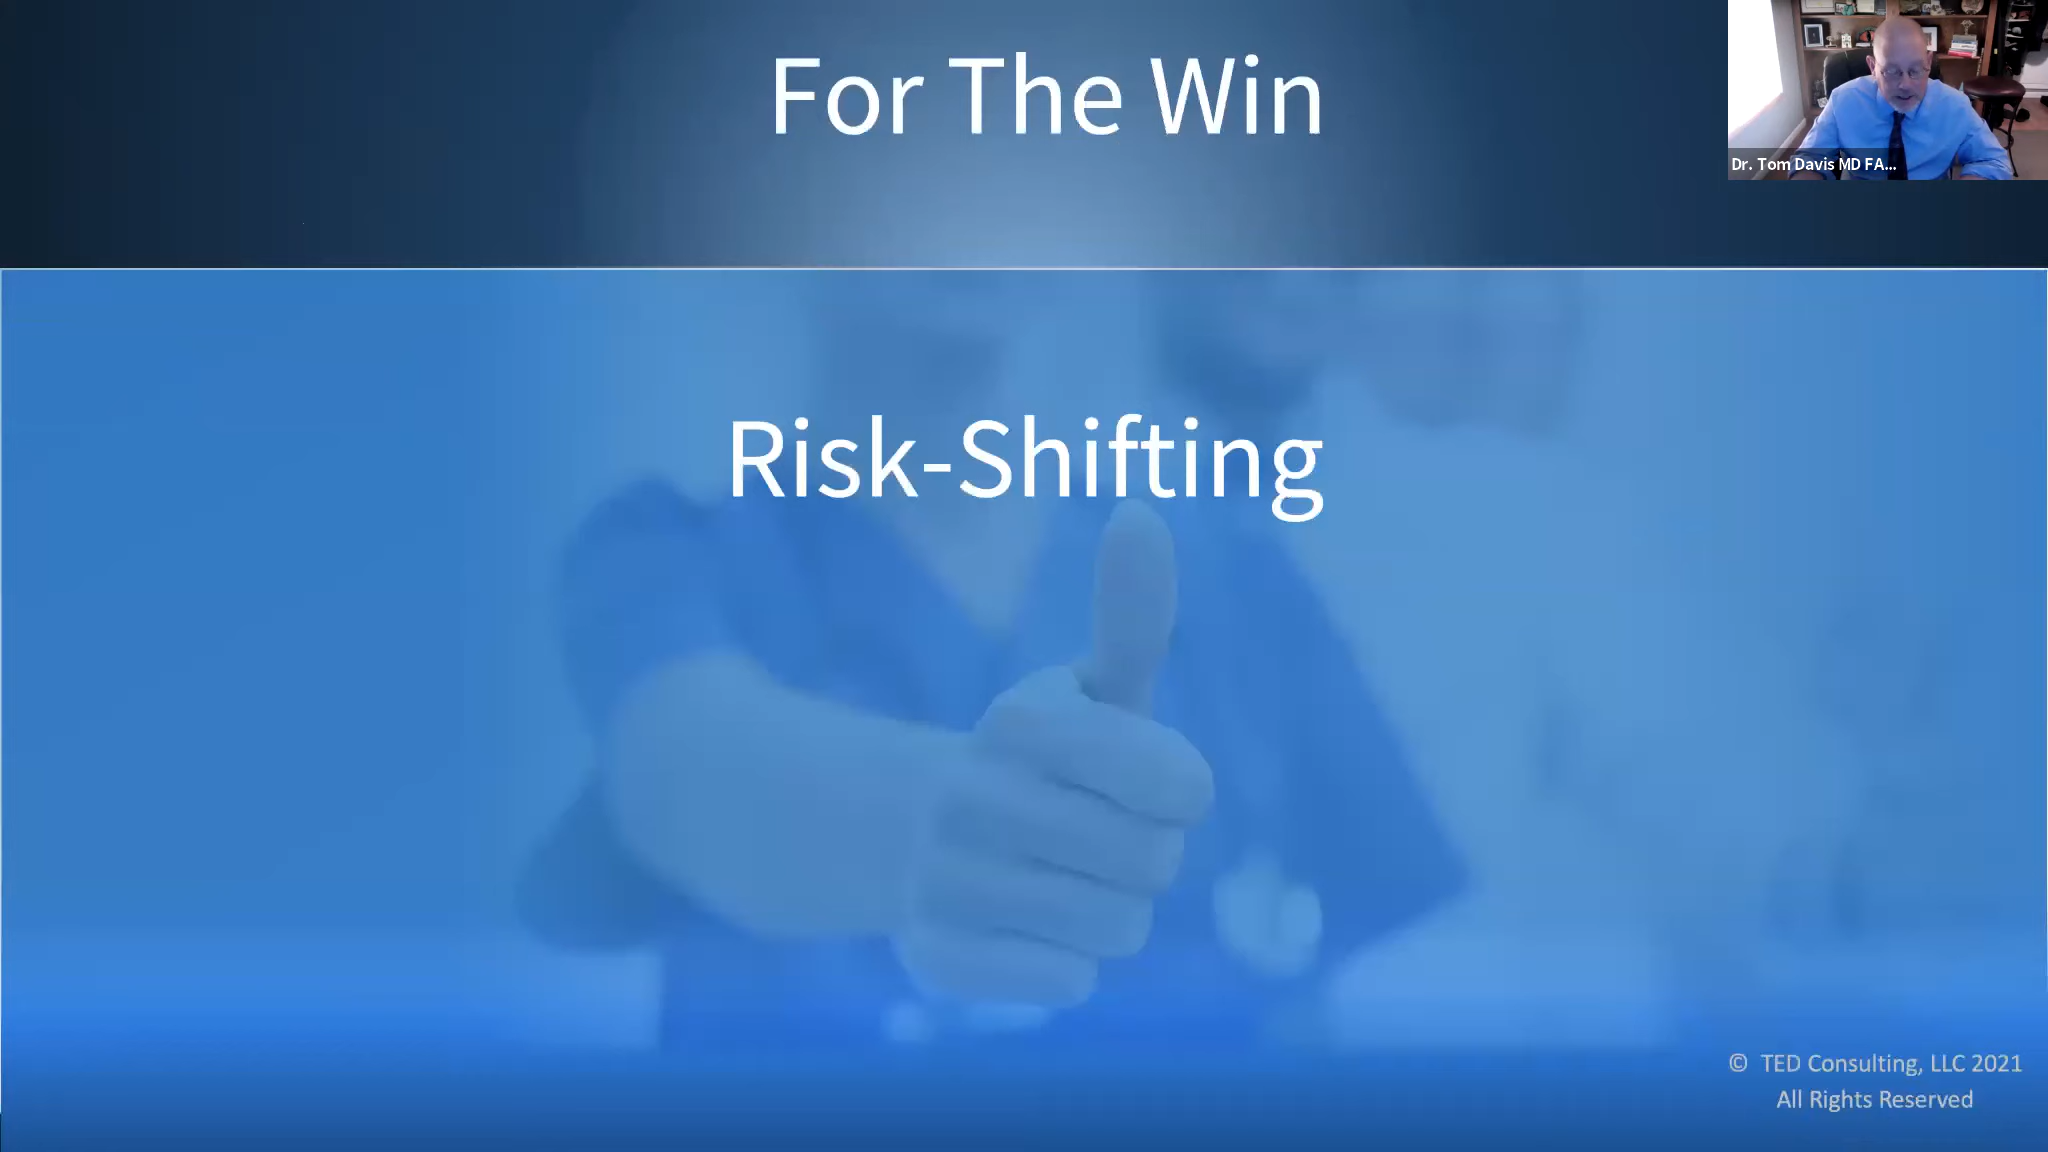 For The Win
Dr. Tom Davis MD FA...
Risk-Shifting
© TED Consulting, LLC 2021
All Rights Reserved